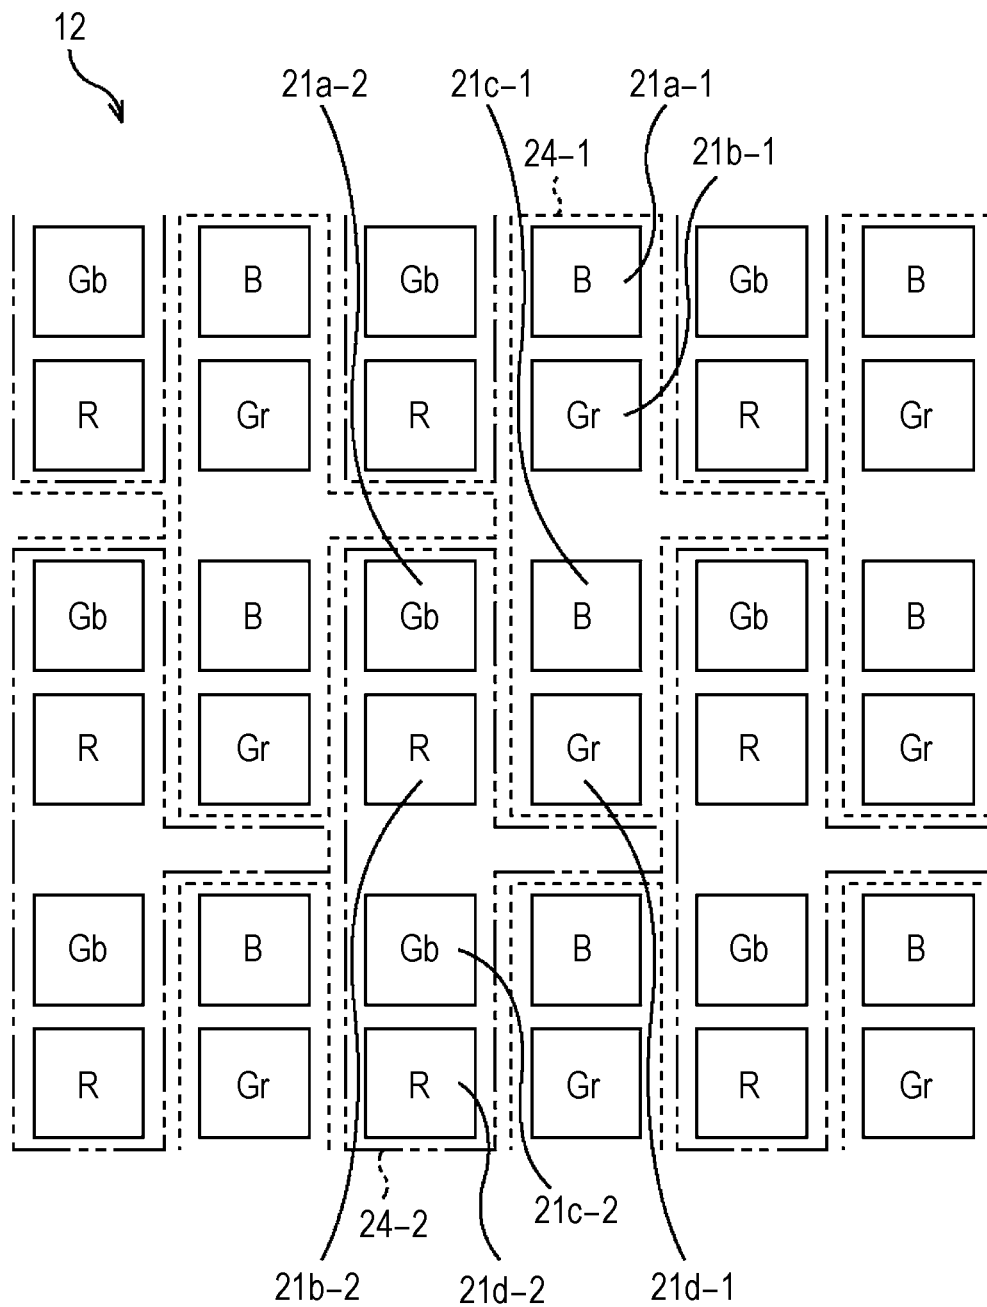 12
21a-2 21c-1 21a-1
24-1 21b-1
Gb B Gb B Gb B
R Gr R Gr R Gr
Gb B Gb B Gb B
R Gr R Gr R Gr
Gb B Gb B Gb B
R Gr R Gr R Gr
24-2 21c-2
21b-2 21d-2 21d-1